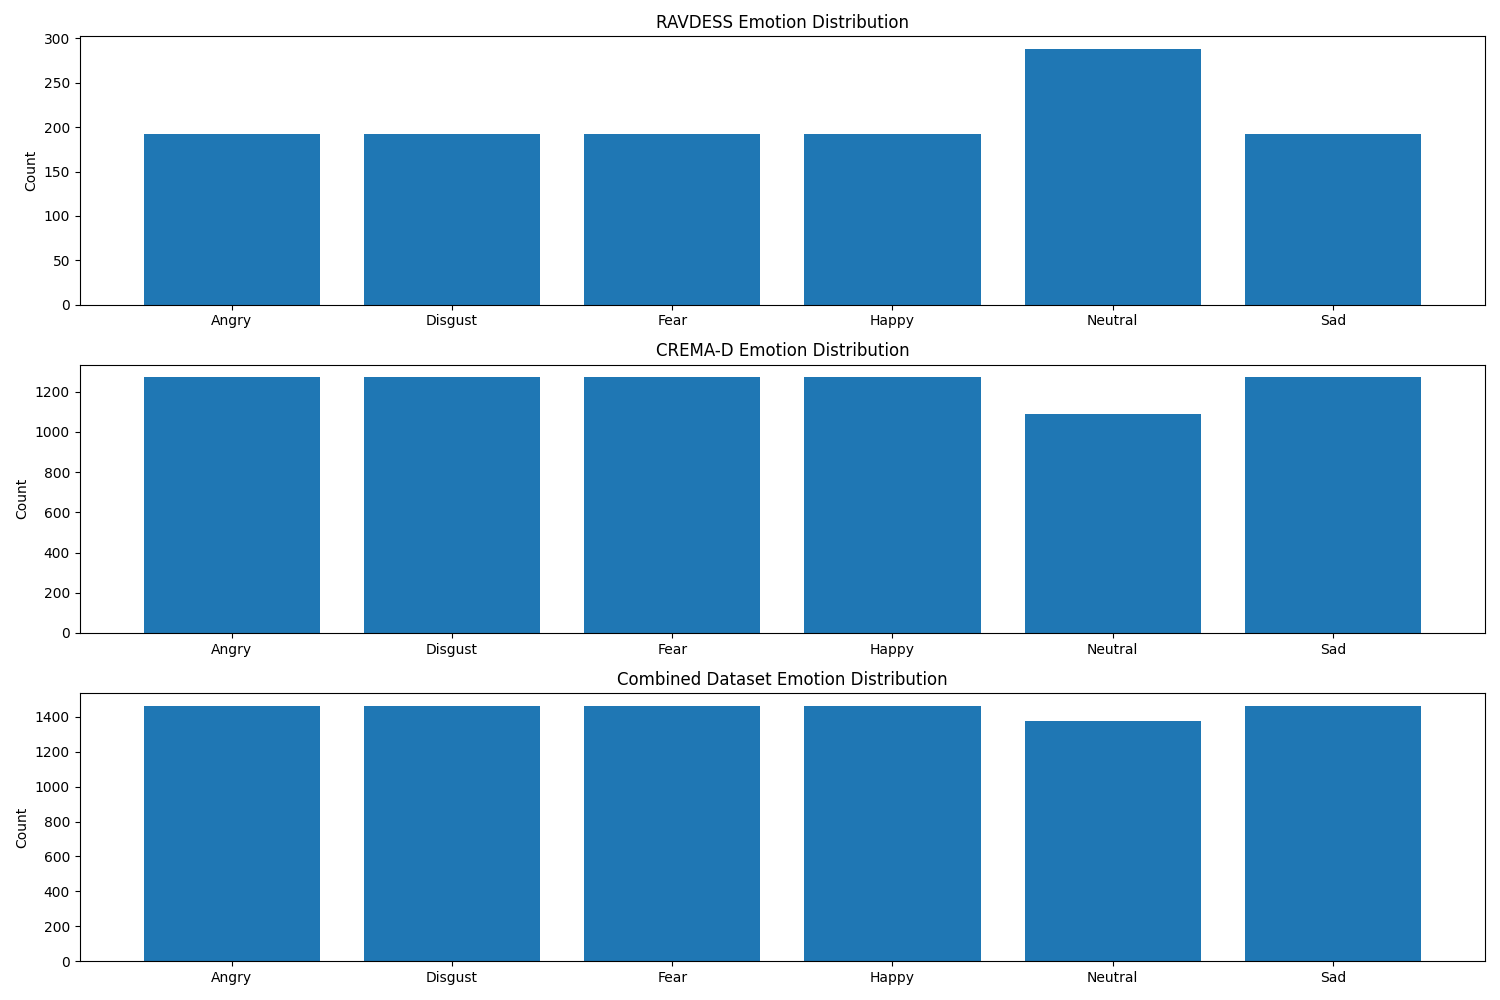 RAVDESS Emotion Distribution
300
250
200
150
100
50
0
Count
Angry Disgust Fear Happy Neutral Sad
CREMA-D Emotion Distribution
1200
1000
800
600
400
200
0
Count
Angry Disgust Fear Happy Neutral Sad
Combined Dataset Emotion Distribution
1400
1200
1000
800
600
400
200
0
Count
Angry Disgust Fear Happy Neutral Sad